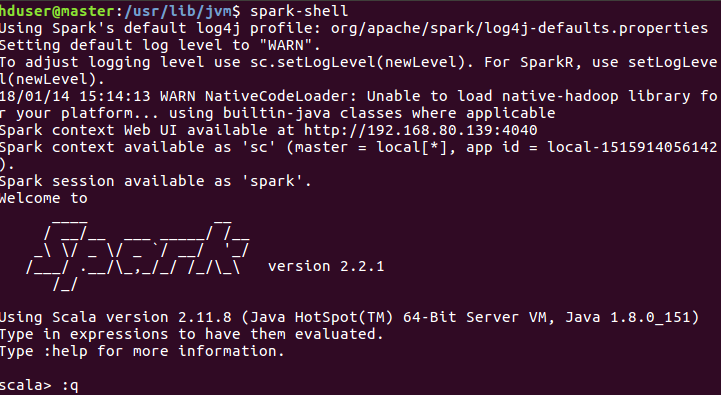 hduser@master:/usr/lib/jvm$ spark-shell
Using Spark's default log4j profile: org/apache/spark/log4j-defaults.properties
Setting default log level to "WARN".
To adjust logging level use sc.setLogLevel(newLevel). For SparkR, use setLogLeve
l(newLevel).
18/01/14 15:14:13 WARN NativeCodeLoader: Unable to load native-hadoop library fo
r your platform... using builtin-java classes where applicable
Spark context Web UI available at http://192.168.80.139:4040
Spark context available as 'sc' (master = local[*], app id = local-1515914056142
).
Spark session available as 'spark'.
Welcome to
      ____              __
     / __/__  ___ _____/ /__
    _\ \/ _ \/ _ `/ __/  '_/
   /___/ .__/\_,_/_/ /_/\_\   version 2.2.1
      /_/
Using Scala version 2.11.8 (Java HotSpot(TM) 64-Bit Server VM, Java 1.8.0_151)
Type in expressions to have them evaluated.
Type :help for more information.
scala> :q